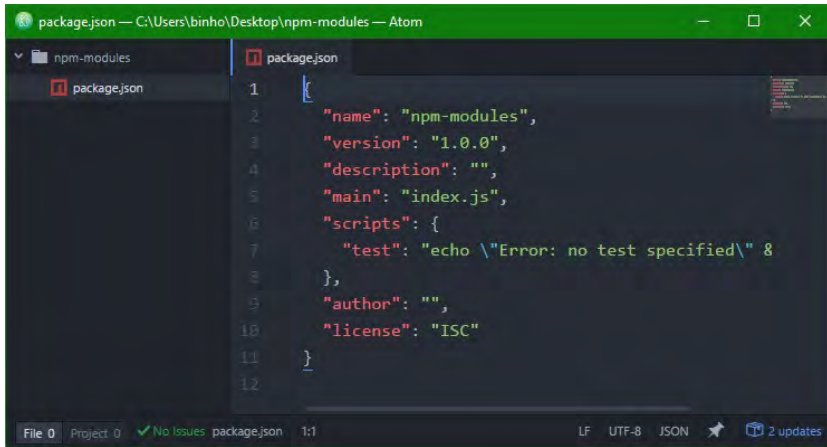 package.json — C:\Users\binho\Desktop\npm-modules — Atom
npm-modules
package.json
package.json
1 {
2 "name": "npm-modules",
3 "version": "1.0.0",
4 "description": "",
5 "main": "index.js",
6 "scripts": {
7 "test": "echo \"Error: no test specified\" &
8 },
9 "author": "",
10 "license": "ISC"
11 }
12
File 0 Project 0 No Issues package.json 1:1 LF UTF-8 JSON 2 updates